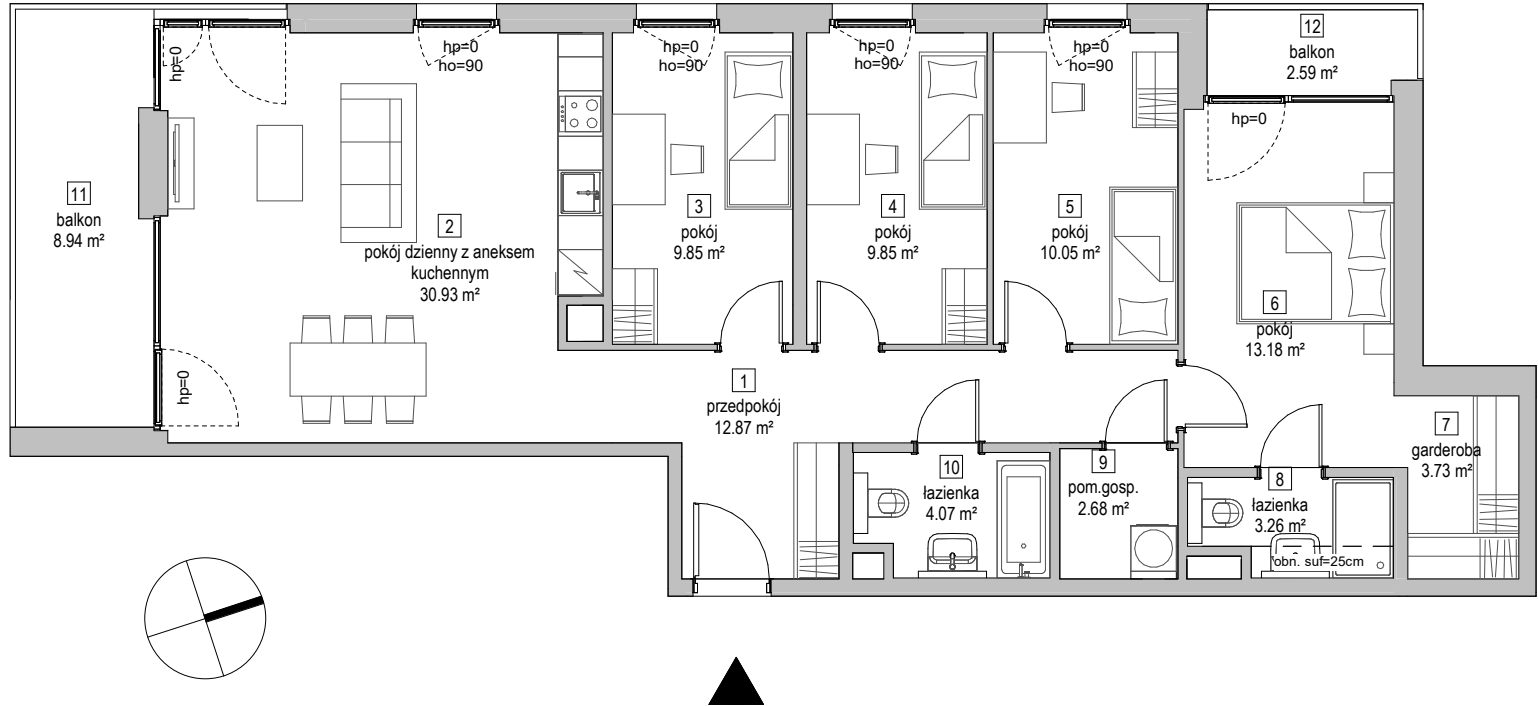 hp=0
hp=0
ho=90
hp=0
ho=90
hp=0
ho=90
hp=0
ho=90
12
balkon
2.59 m²
hp=0
11
balkon
8.94 m²
2
pokój dzienny z aneksem
kuchennym
30.93 m²
3
pokój
9.85 m²
4
pokój
9.85 m²
5
pokój
10.05 m²
6
pokój
13.18 m²
hp=0
1
przedpokój
12.87 m²
7
garderoba
3.73 m²
10
łazienka
4.07 m²
9
pom.gosp.
2.68 m²
8
łazienka
3.26 m²
obn. suf=25cm